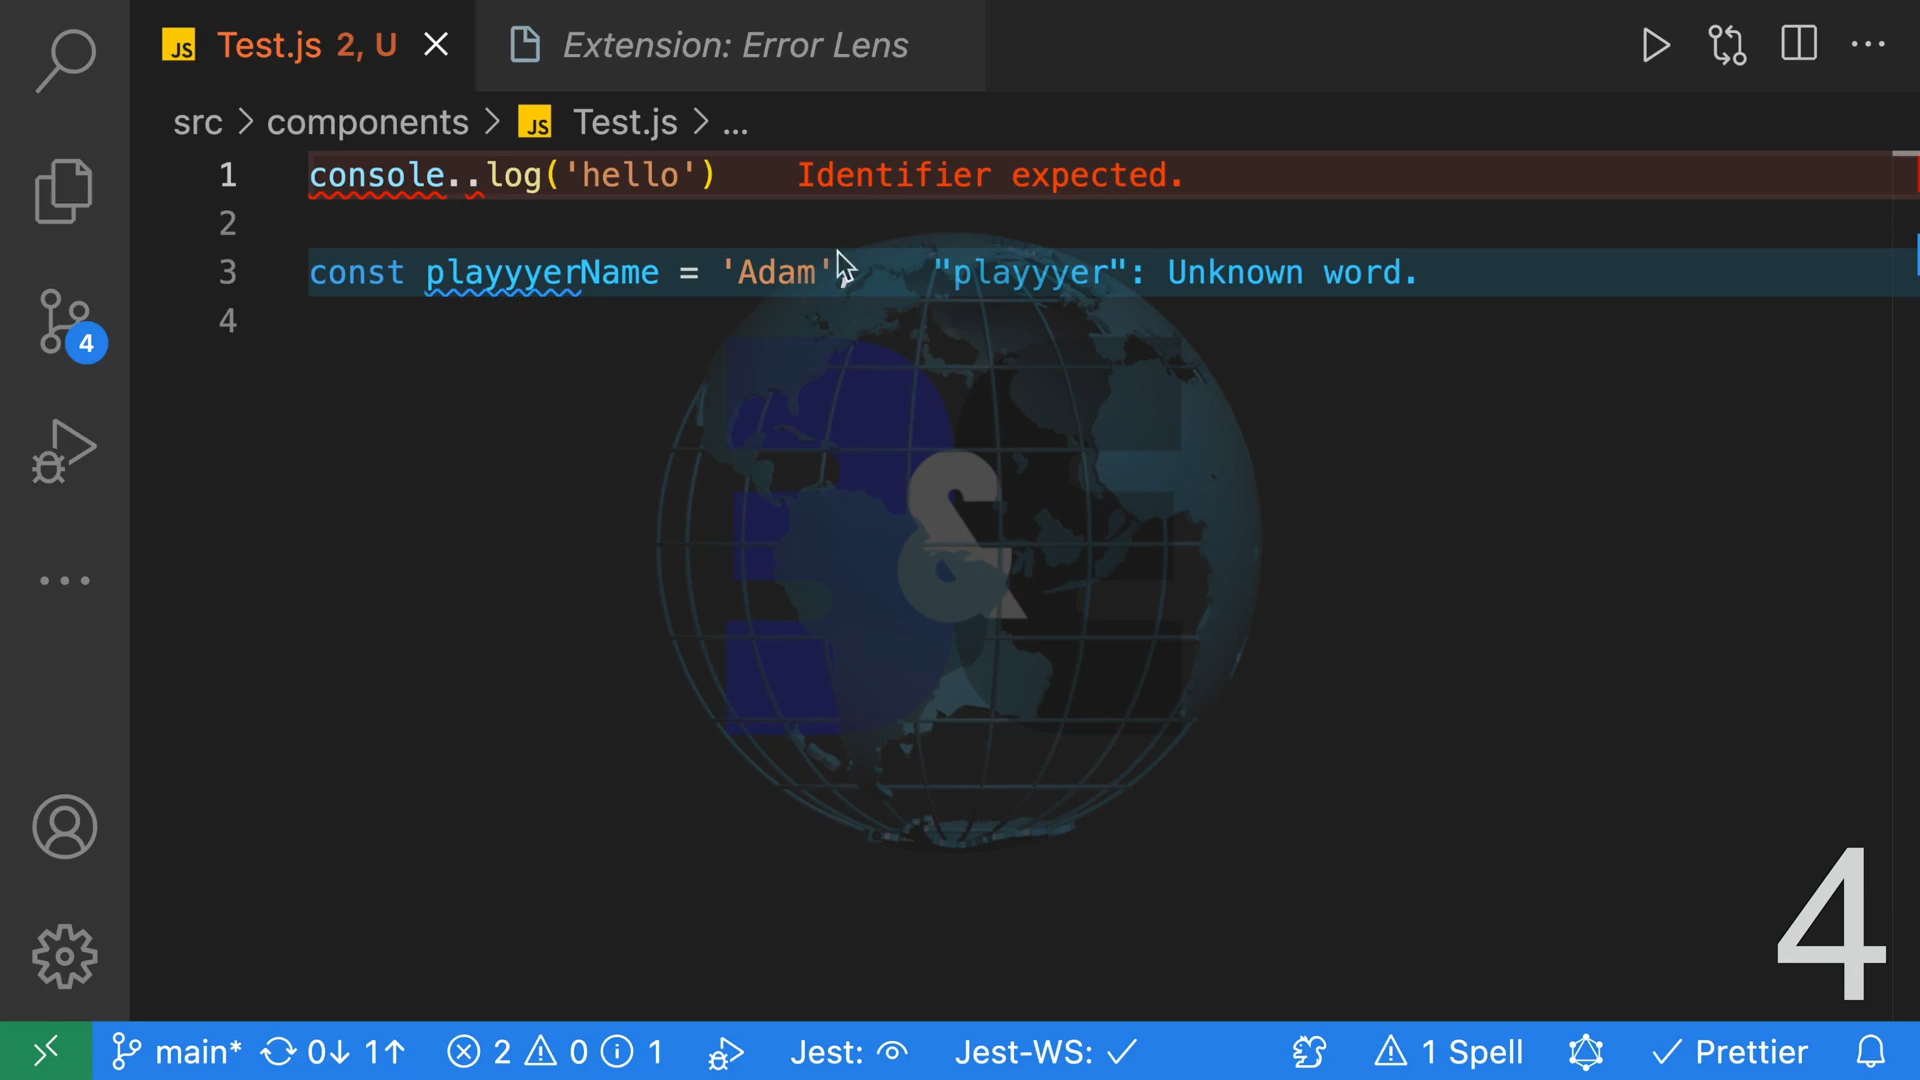 Test.js 2, U
Extension: Error Lens
src > components > JS Test.js > ...
1 console..log('hello') Identifier expected.
2
3 const playyyerName = 'Adam' "playyyer": Unknown word.
4
4
&
4
main* 0↓ 1↑ 2 0 1 Jest: Jest-WS: 1 Spell Prettier